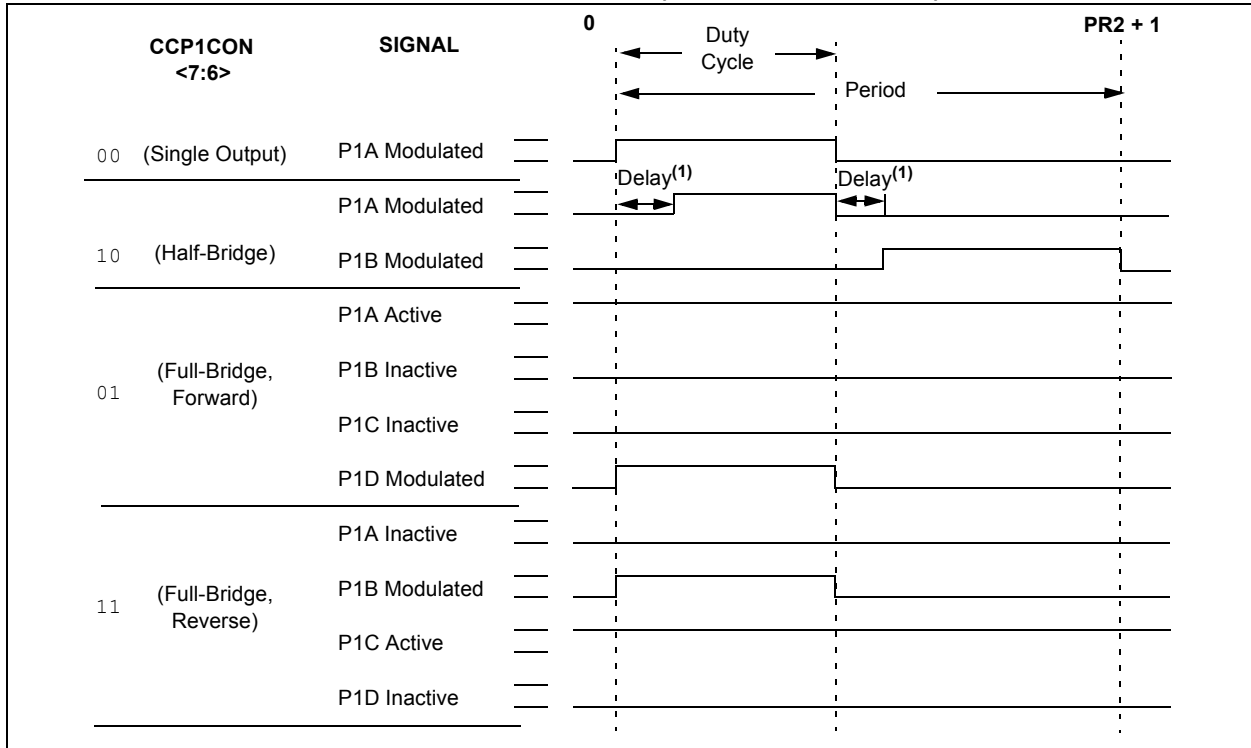 0
PR2 + 1
CCP1CON
<7:6>
SIGNAL
Duty
Cycle
Period
00 (Single Output) P1A Modulated
Delay(1) Delay(1)
P1A Modulated
10 (Half-Bridge) P1B Modulated
P1A Active
01 (Full-Bridge,
Forward)
P1B Inactive
P1C Inactive
P1D Modulated
P1A Inactive
11 (Full-Bridge,
Reverse)
P1B Modulated
P1C Active
P1D Inactive